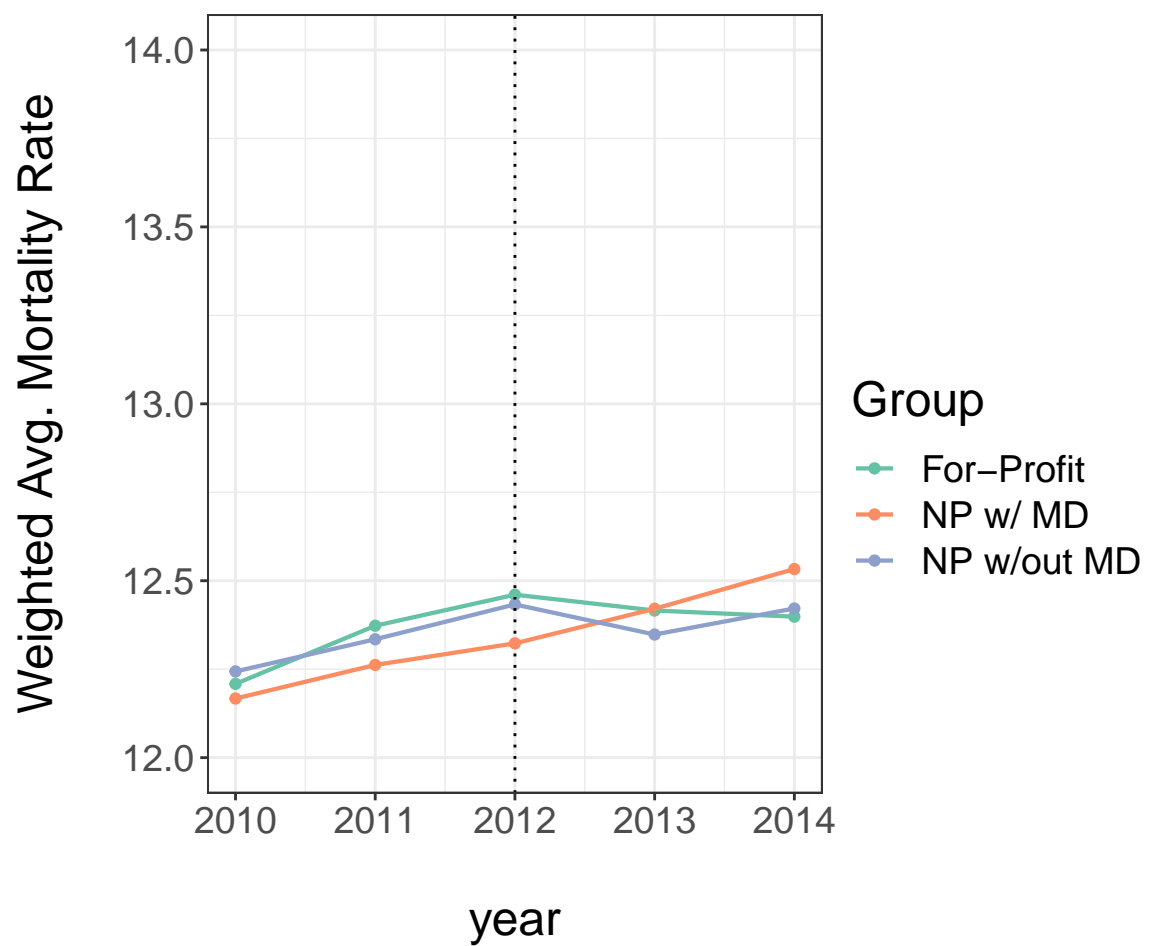 Weighted Avg. Mortality Rate
14.0
13.5
13.0
12.5
12.0
2010 2011 2012 2013 2014
year
Group
For−Profit
NP w/ MD
NP w/out MD